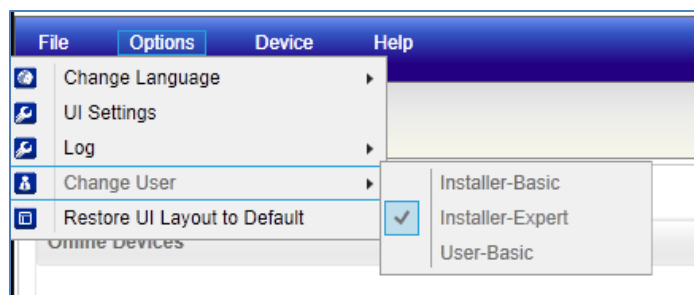 File Options Device Help
Change Language
UI Settings
Log
Change User
Installer-Basic
Restore UI Layout to Default
Installer-Expert
Online Devices
User-Basic